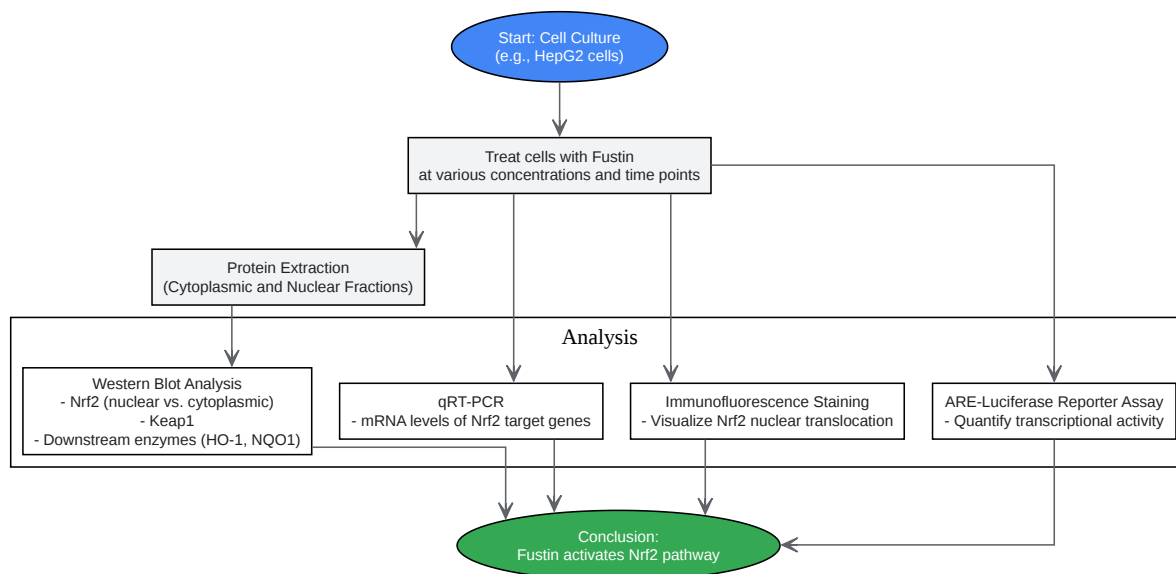 Start: Cell Culture
(e.g., HepG2 cells)
Treat cells with Fustin
at various concentrations and time points
Protein Extraction
(Cytoplasmic and Nuclear Fractions)
Analysis
Western Blot Analysis
- Nrf2 (nuclear vs. cytoplasmic)
- Keap1
- Downstream enzymes (HO-1, NQO1)
qRT-PCR
- mRNA levels of Nrf2 target genes
Immunofluorescence Staining
- Visualize Nrf2 nuclear translocation
ARE-Luciferase Reporter Assay
- Quantify transcriptional activity
Conclusion:
Fustin activates Nrf2 pathway